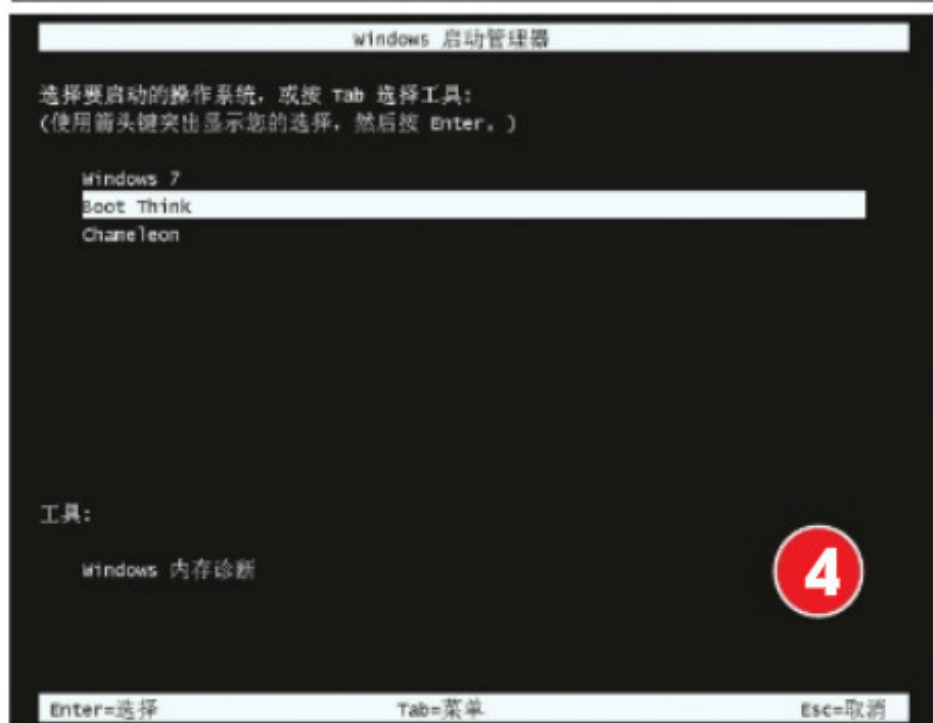 Windows 启动管理器
选择要启动的操作系统，或按 Tab 选择工具:
(使用箭头键突出显示您的选择，然后按 Enter。)
Windows 7
Boot Think
Chameleon
工具:
Windows 内存诊断
4
Enter=选择 Tab=菜单 Esc=取消